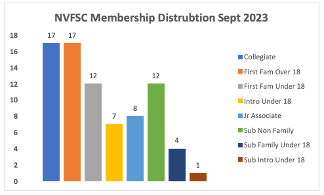 NVFSC Membership Distrubtion Sept 2023
18
16
14
12
10
8
6
4
2
0
17
17
12
7
8
12
4
1
Collegiate
First Fam Over 18
First Fam Under 18
Intro Under 18
Jr Associate
Sub Non Family
Sub Family Under 18
Sub Intro Under 18